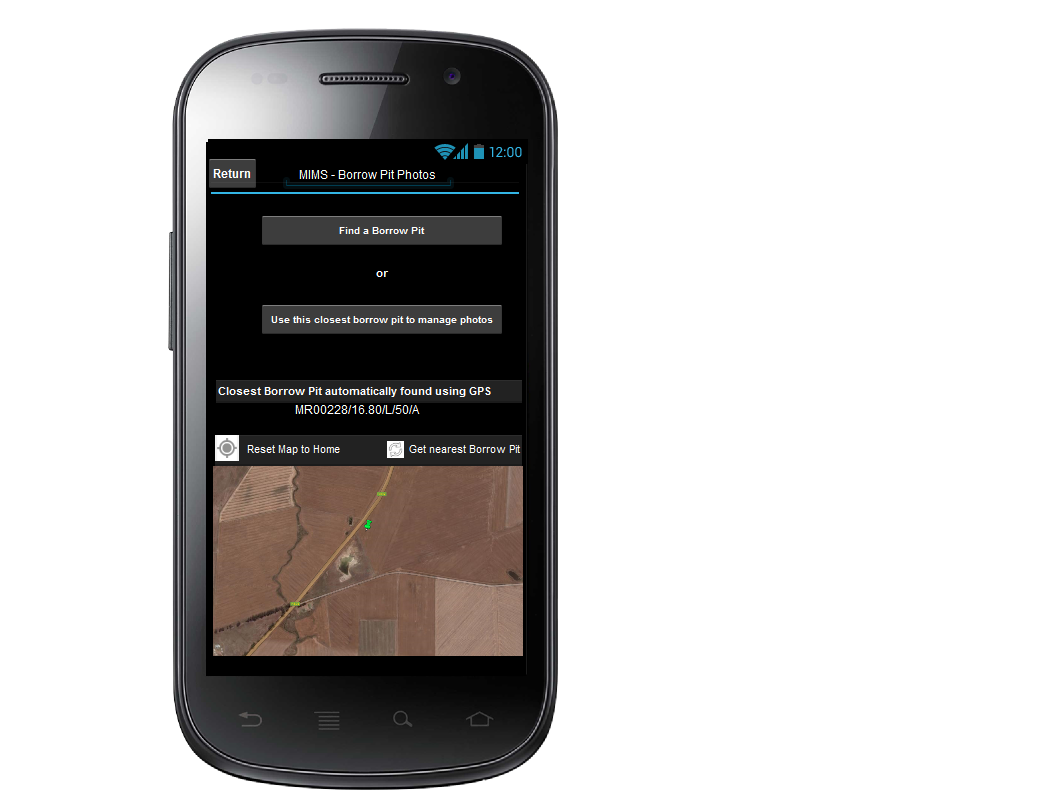 12:00
Return
MIMS - Borrow Pit Photos
Find a Borrow Pit
or
Use this closest borrow pit to manage photos
Closest Borrow Pit automatically found using GPS
MR00228/16.80/L/50/A
Reset Map to Home
Get nearest Borrow Pit